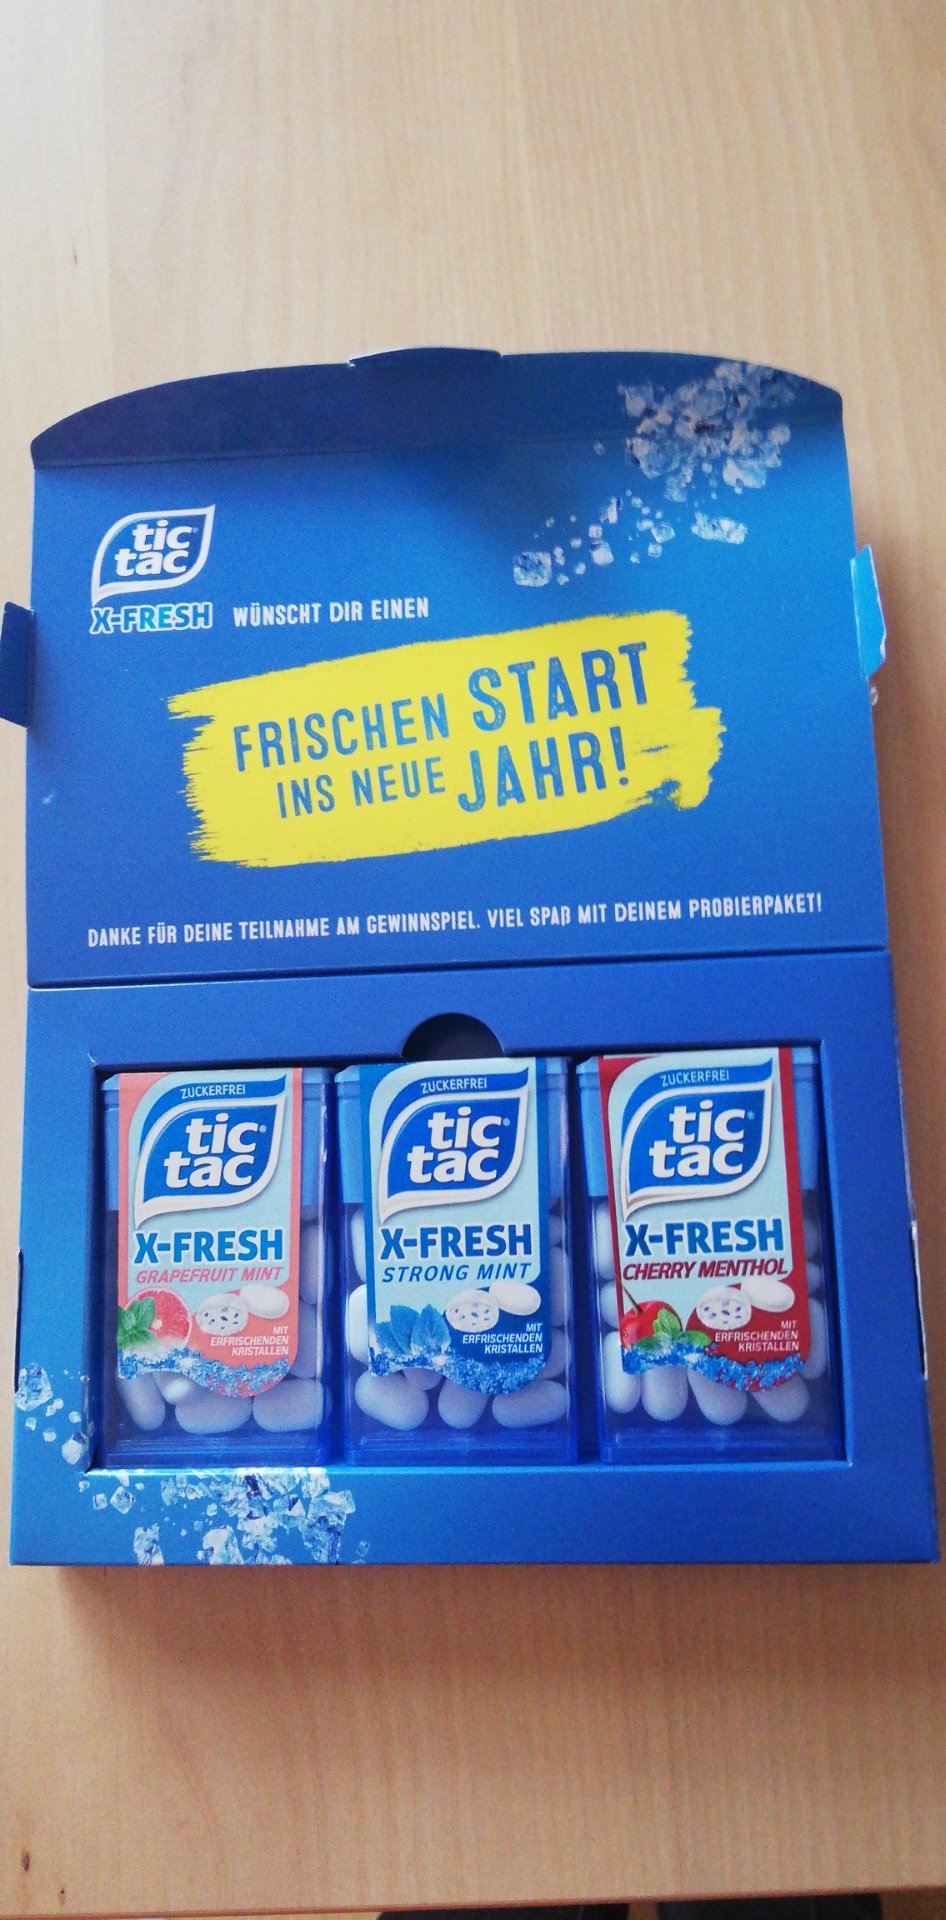 tic
tac
X-FRESH WÜNSCHT DIR EINEN
FRISCHEN START
INS NEUE JAHR!
DANKE FÜR DEINE TEILNAHME AM GEWINNSPIEL. VIEL SPAß MIT DEINEM PROBIERPAKET!
ZUCKERFREI
tic
tac
X-FRESH
GRAPEFRUIT MINT
MIT
ERFRISCHENDEN
KRISTALLEN
ZUCKERFREI
tic
tac
X-FRESH
STRONG MINT
MIT
ERFRISCHENDEN
KRISTALLEN
ZUCKERFREI
tic
tac
X-FRESH
CHERRY MENTHOL
MIT
ERFRISCHENDEN
KRISTALLEN